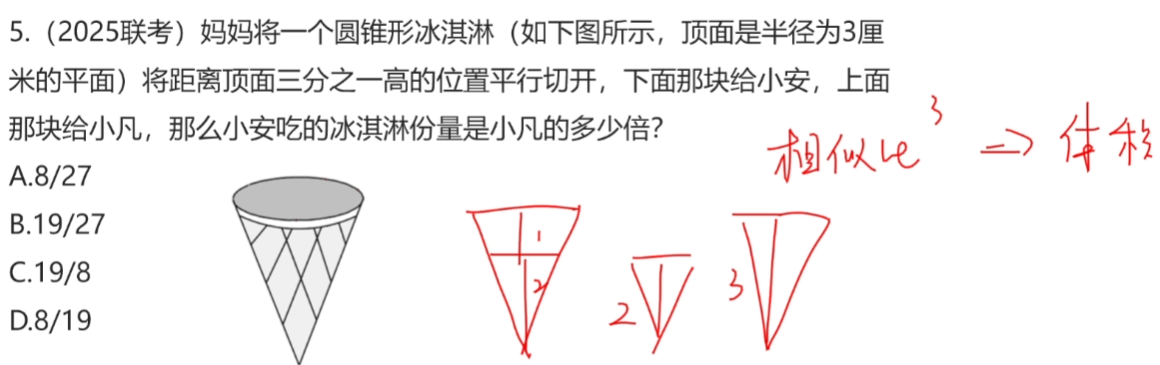 5.（2025联考）妈妈将一个圆锥形冰淇淋（如下图所示，顶面是半径为3厘
米的平面）将距离顶面三分之一高的位置平行切开，下面那块给小安，上面
那块给小凡，那么小安吃的冰淇淋份量是小凡的多少倍？
相似比³ => 体积
A.8/27
B.19/27
C.19/8
D.8/19
1
2
2
3